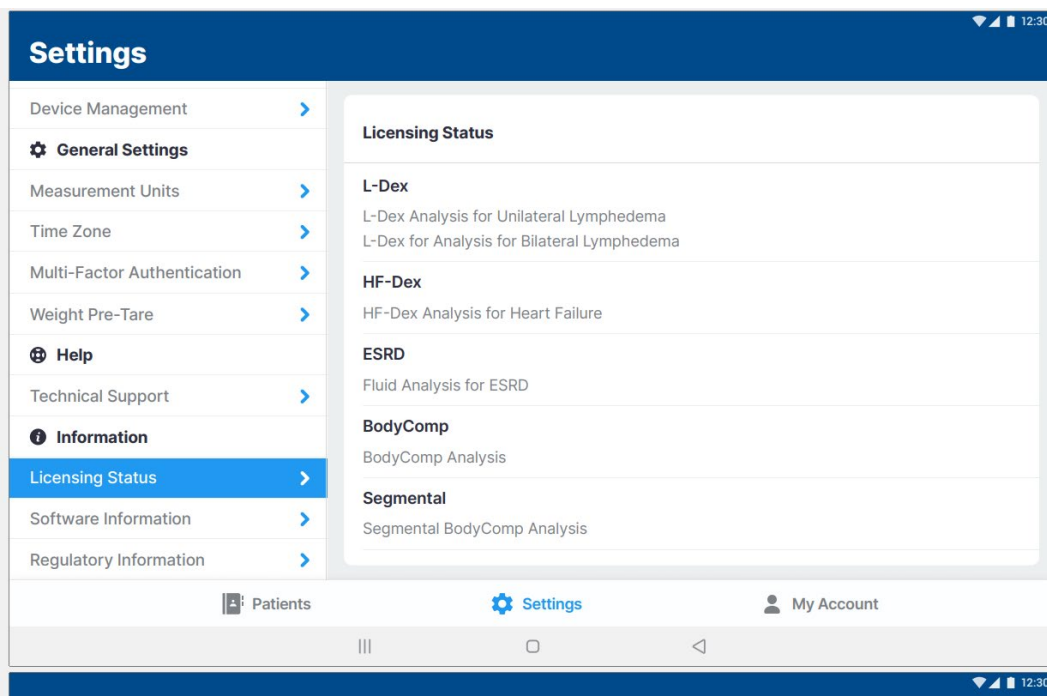 12:30
Settings
Device Management
General Settings
Measurement Units
Time Zone
Multi-Factor Authentication
Weight Pre-Tare
Help
Technical Support
Information
Licensing Status
Software Information
Regulatory Information
Licensing Status
L-Dex
L-Dex Analysis for Unilateral Lymphedema
L-Dex for Analysis for Bilateral Lymphedema
HF-Dex
HF-Dex Analysis for Heart Failure
ESRD
Fluid Analysis for ESRD
BodyComp
BodyComp Analysis
Segmental
Segmental BodyComp Analysis
Patients
Settings
My Account
12:30